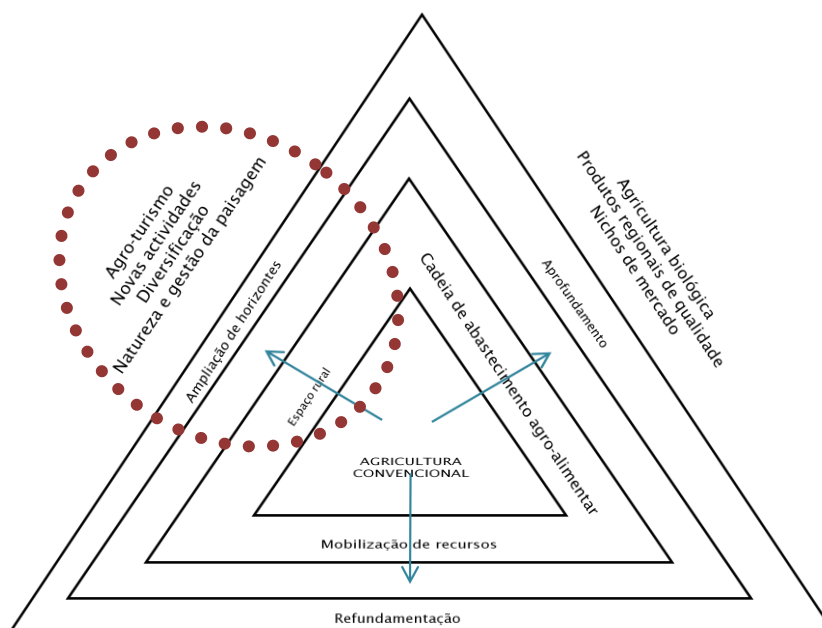 Agro-turismo
Novas actividades
Diversificação
Natureza e gestão da paisagem
Ampliação de horizontes
Espaço rural
Agricultura biológica
Produtos regionais de qualidade
Nichos de mercado
Aprofundamento
Cadeia de abastecimento agro-alimentar
AGRICULTURA
CONVENCIONAL
Mobilização de recursos
Refundamentação